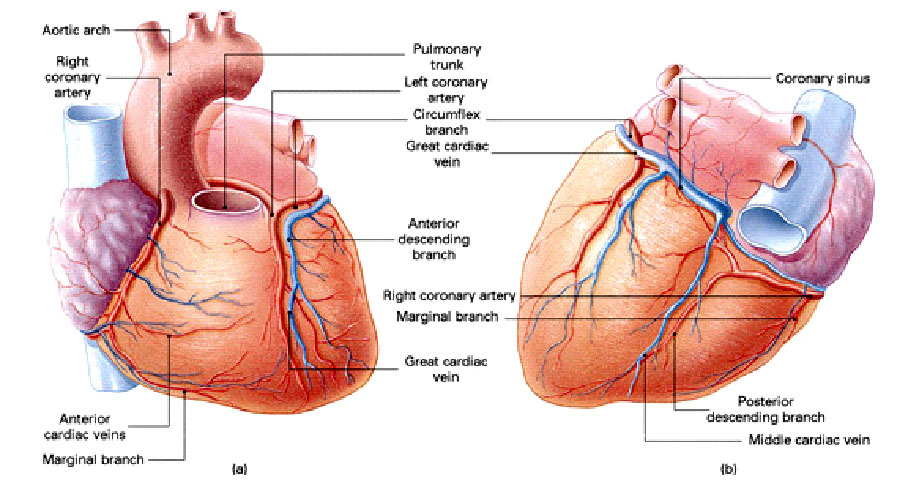 Aortic arch
Right
coronary
artery
Pulmonary
trunk
Left coronary
artery
Circumflex
branch
Great cardiac
vein
Coronary sinus
Anterior
descending
branch
Right coronary artery
Marginal branch
Great cardiac
vein
Anterior
cardiac veins
Marginal branch
Posterior
descending branch
Middle cardiac vein
(a)
(b)